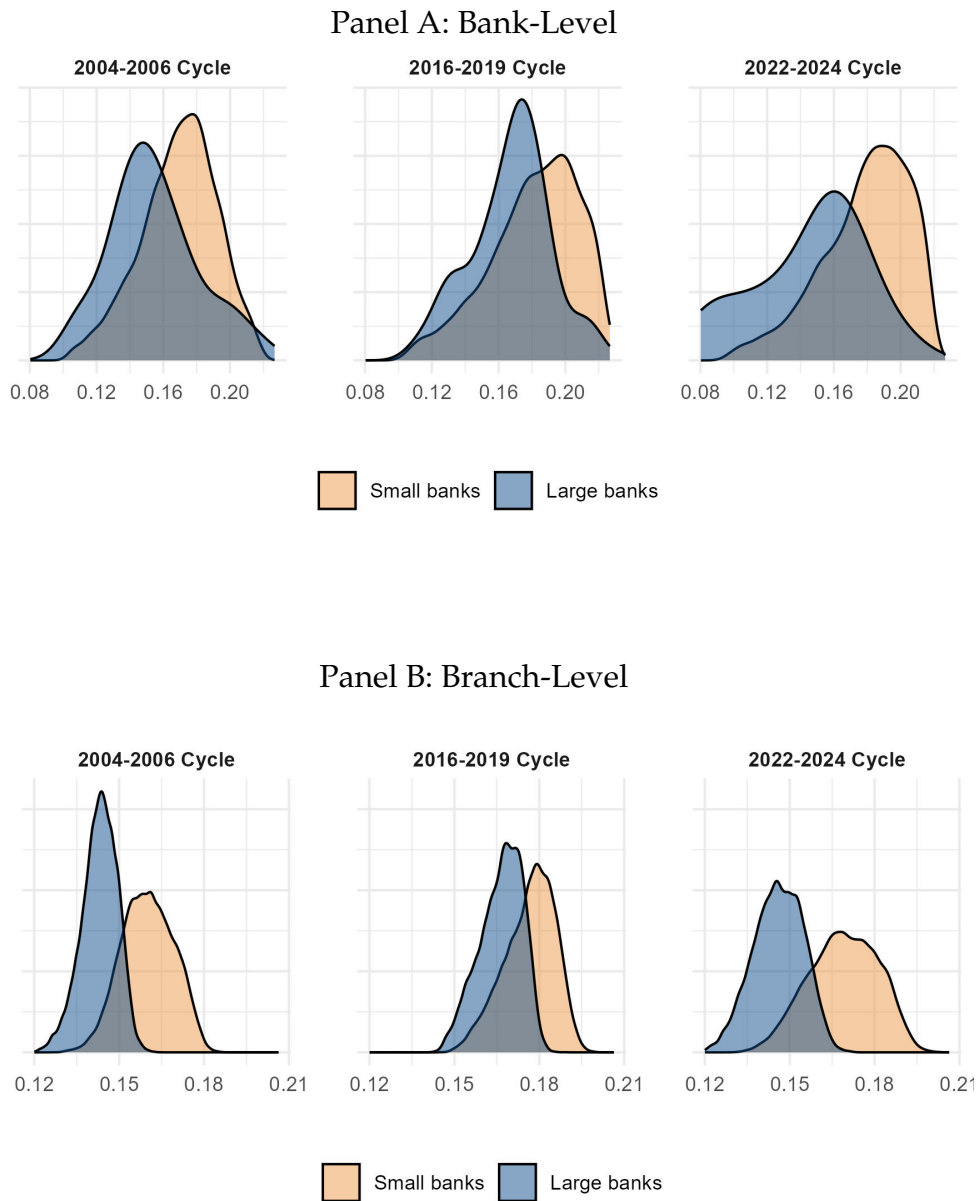 Panel A: Bank-Level
2004-2006 Cycle 2016-2019 Cycle 2022-2024 Cycle
0.08 0.12 0.16 0.20 0.08 0.12 0.16 0.20 0.08 0.12 0.16 0.20
Small banks Large banks
Panel B: Branch-Level
2004-2006 Cycle 2016-2019 Cycle 2022-2024 Cycle
0.12 0.15 0.18 0.21 0.12 0.15 0.18 0.21 0.12 0.15 0.18 0.21
Small banks Large banks